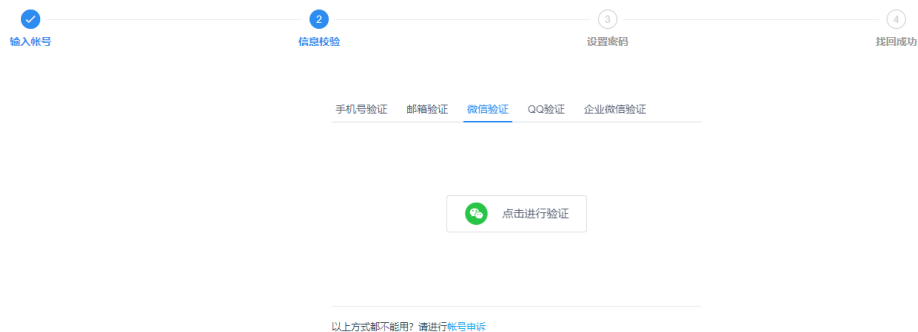 2 3 4
输入帐号 信息校验 设置密码 找回成功
手机号验证 邮箱验证 微信验证 QQ验证 企业微信验证
点击进行验证
以上方式都不能用？请进行帐号申诉